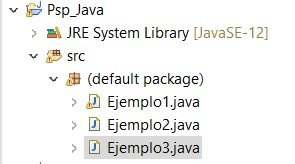 Psp_Java
JRE System Library [JavaSE-12]
src
(default package)
Ejemplo1.java
Ejemplo2.java
Ejemplo3.java